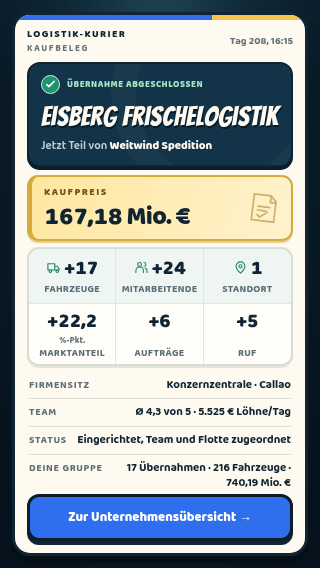 LOGISTIK-KURIER
KAUFBELEG
Tag 208, 16:15
ÜBERNAHME ABGESCHLOSSEN
EISBERG FRISCHELOGISTIK
Jetzt Teil von Weitwind Spedition
KAUFPREIS
167,18 Mio. €
+17
FAHRZEUGE
+24
MITARBEITENDE
1
STANDORT
+22,2
%-Pkt.
MARKTANTEIL
+6
AUFTRÄGE
+5
RUF
FIRMENSITZ Konzernzentrale · Callao
TEAM Ø 4,3 von 5 · 5.525 € Löhne/Tag
STATUS Eingerichtet, Team und Flotte zugeordnet
DEINE GRUPPE 17 Übernahmen · 216 Fahrzeuge ·
740,19 Mio. €
Zur Unternehmensübersicht →